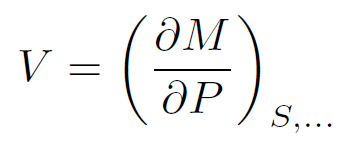 V = \left( \frac{\partial M}{\partial P} \right)_{S,\ldots}